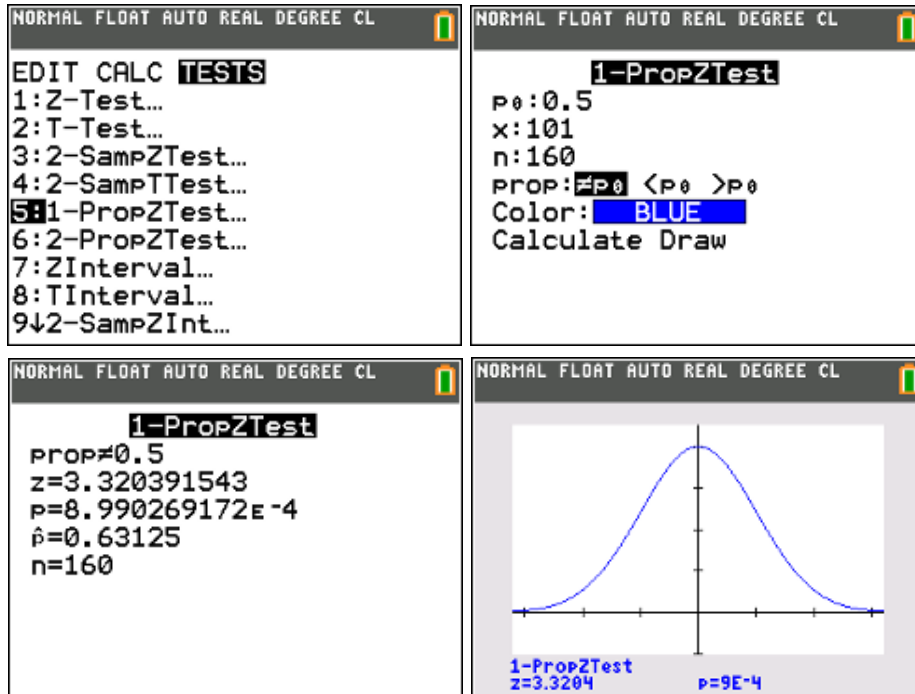 NORMAL FLOAT AUTO REAL DEGREE CL
EDIT CALC TESTS
1:Z-Test…
2:T-Test…
3:2-SampZTest…
4:2-SampTTest…
5:1-PropZTest…
6:2-PropZTest…
7:ZInterval…
8:TInterval…
9↓2-SampZInt…
NORMAL FLOAT AUTO REAL DEGREE CL
1-PropZTest
p₀:0.5
x:101
n:160
prop:≠p₀ <p₀ >p₀
Color: BLUE
Calculate Draw
NORMAL FLOAT AUTO REAL DEGREE CL
1-PropZTest
prop≠0.5
z=3.320391543
p=8.990269172ᴇ-4
p̂=0.63125
n=160
NORMAL FLOAT AUTO REAL DEGREE CL
1-PropZTest
z=3.3204 p=9ᴇ-4